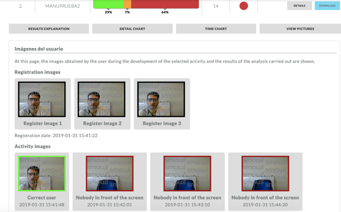 2 MANUPRUEBA2 14 DETAILS
29% 7% 64%
RESULTS EXPLANATION DETAIL CHART TIME CHART VIEW PICTURES
Imágenes del usuario
At this page, the images obtained by the user during the development of the selected activity and the results of the analysis carried out are shown.
Registration images
Register image 1 Register image 2 Register image 3
Registration date: 2019-01-31 15:41:22
Activity images
Correct user Nobody in front of the screen Nobody in front of the screen Nobody in front of the screen
2019-01-31 15:41:45 2019-01-31 15:42:01 2019-01-31 15:43:10 2019-01-31 15:44:20